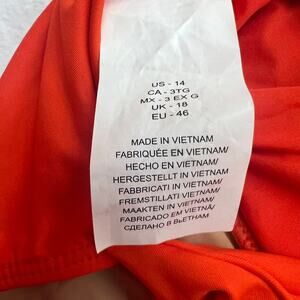 US - 14
CA - 3TG
MX - 3 EX G
UK - 18
EU - 46
MADE IN VIETNAM
FABRIQUÉE EN VIETNAM/
HECHO EN VIETNAM/
HERGESTELLT IN VIETNAM/
FABBRICATI IN VIETNAM/
FREMSTILLATI VIETNAM/
MAAKTEN IN VIETNAM/
FABRICADO EM VIETNÃ/
СДЕЛАНО В ВЬЕТНАМ